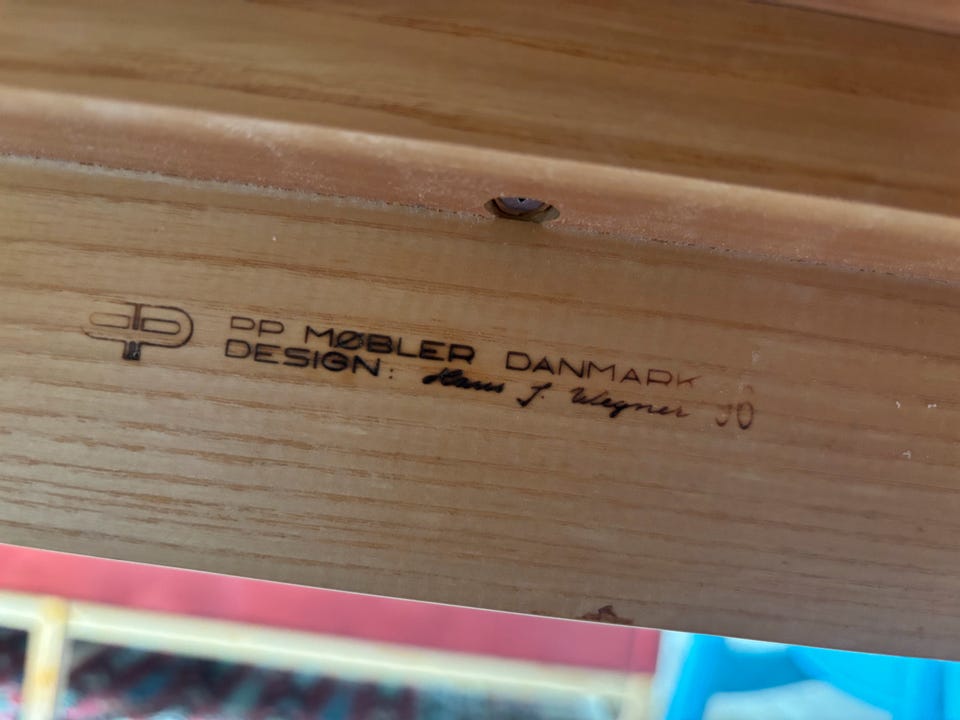 PP MØBLER DANMARK
DESIGN: Hans J. Wegner